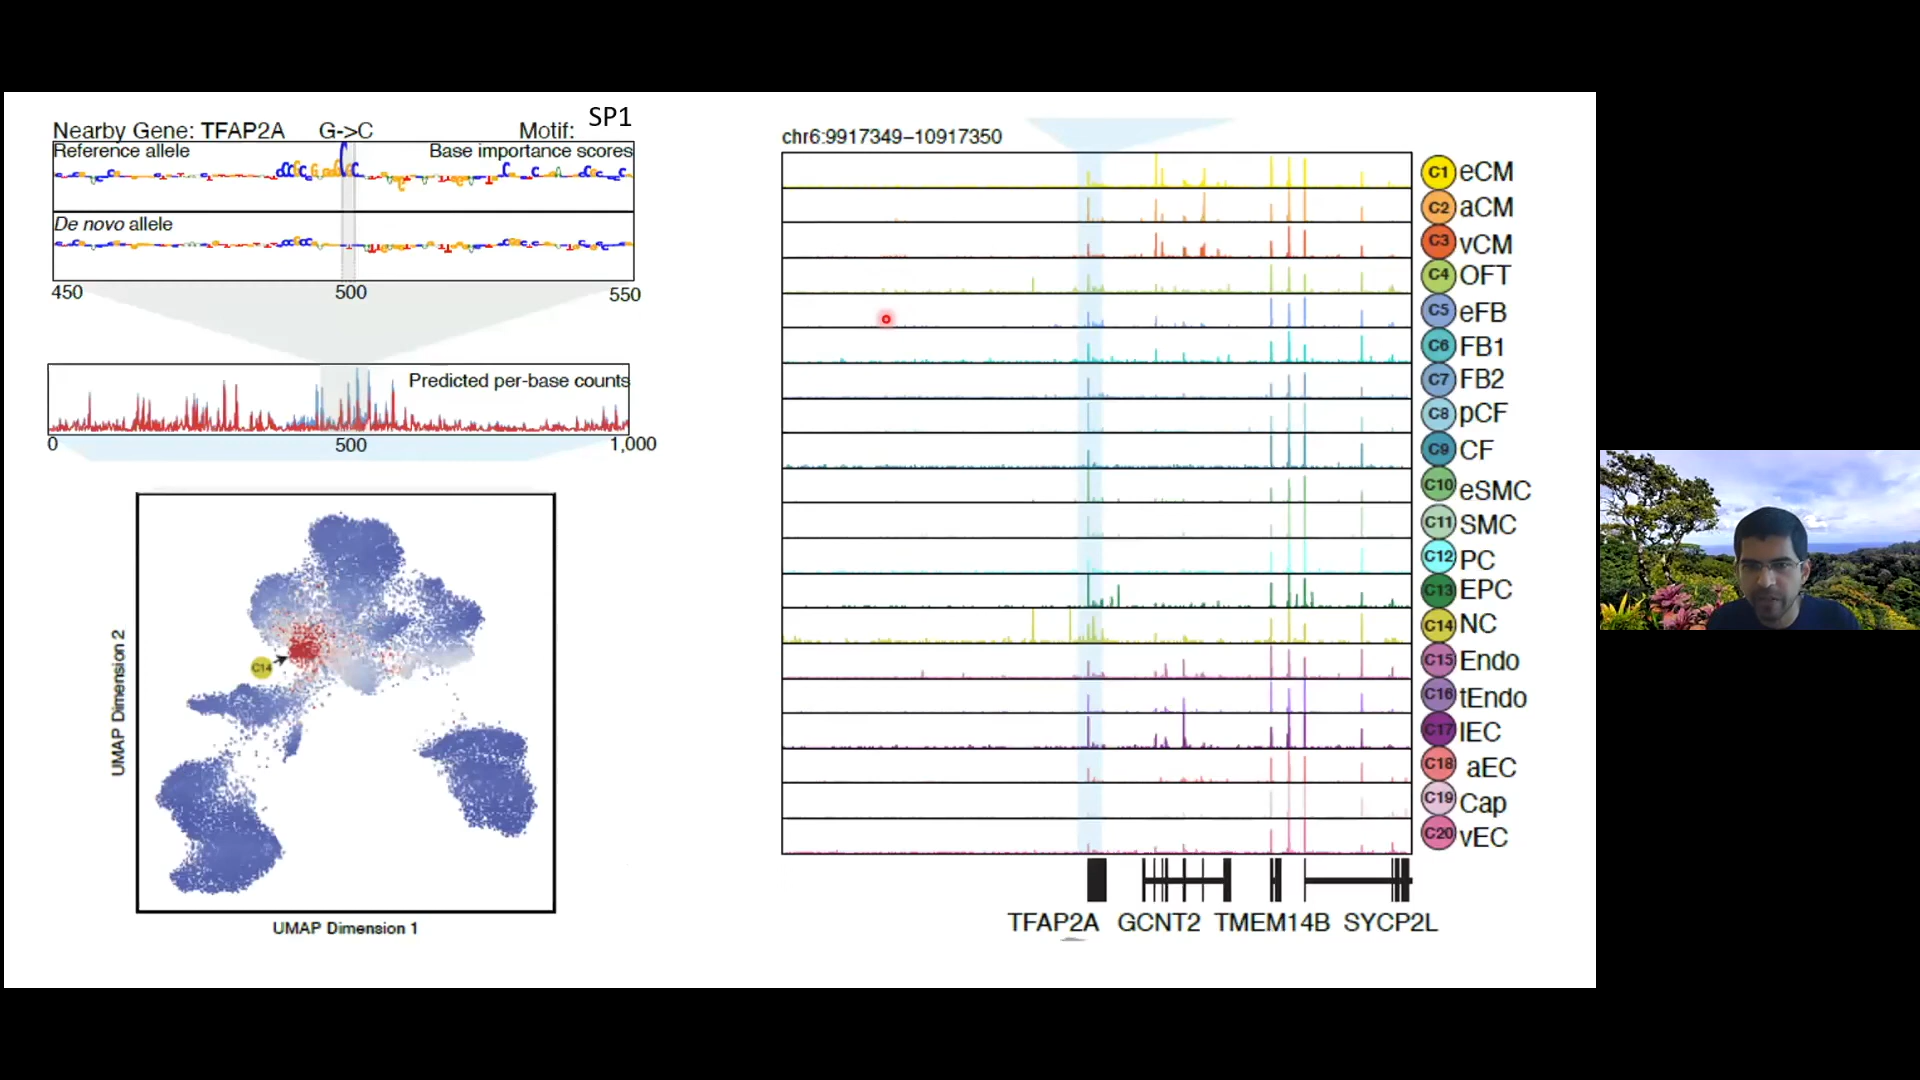 Nearby Gene: TFAP2A G->C Motif: SP1
Reference allele Base importance scores
De novo allele
450 500 550
Predicted per-base counts
0 500 1,000
C14
UMAP Dimension 2
UMAP Dimension 1
chr6:9917349–10917350
C1 eCM
C2 aCM
C3 vCM
C4 OFT
C5 eFB
C6 FB1
C7 FB2
C8 pCF
C9 CF
C10 eSMC
C11 SMC
C12 PC
C13 EPC
C14 NC
C15 Endo
C16 tEndo
C17 lEC
C18 aEC
C19 Cap
C20 vEC
TFAP2A GCNT2 TMEM14B SYCP2L